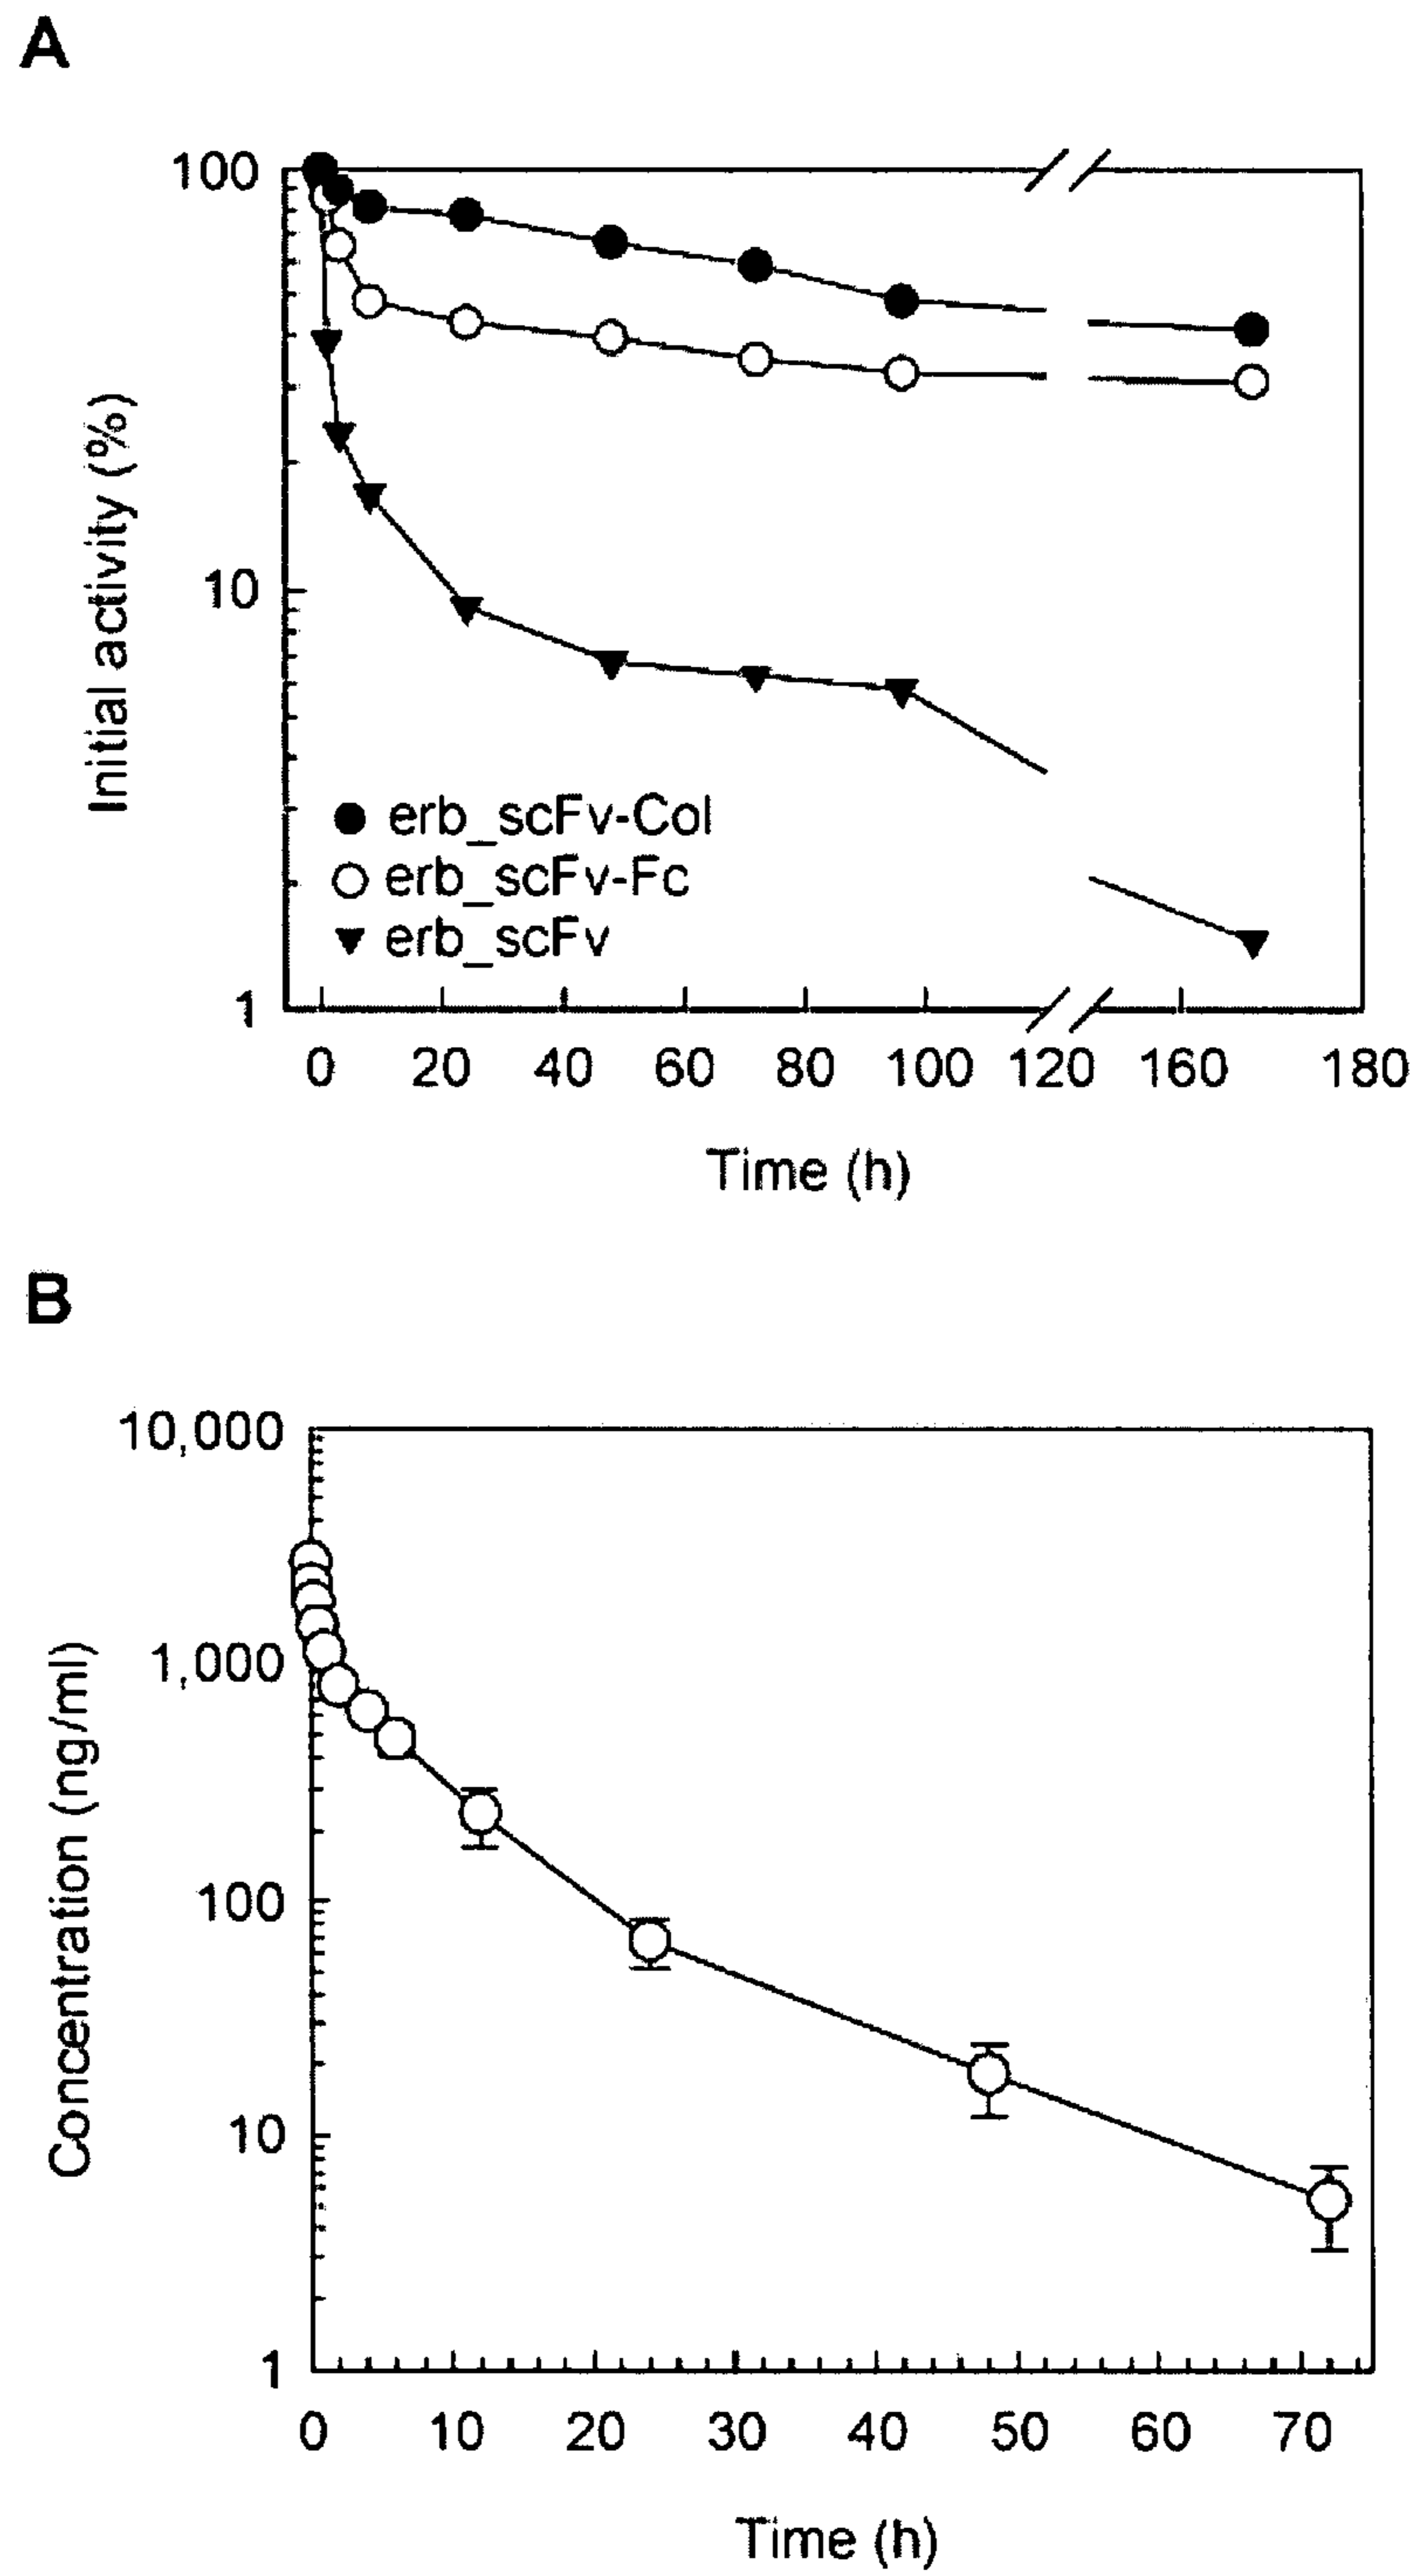 A
100
10
1
Initial activity (%)
erb_scFv-Col
erb_scFv-Fc
erb_scFv
0 20 40 60 80 100 120 160 180
Time (h)
B
10,000
1,000
100
10
1
Concentration (ng/ml)
0 10 20 30 40 50 60 70
Time (h)